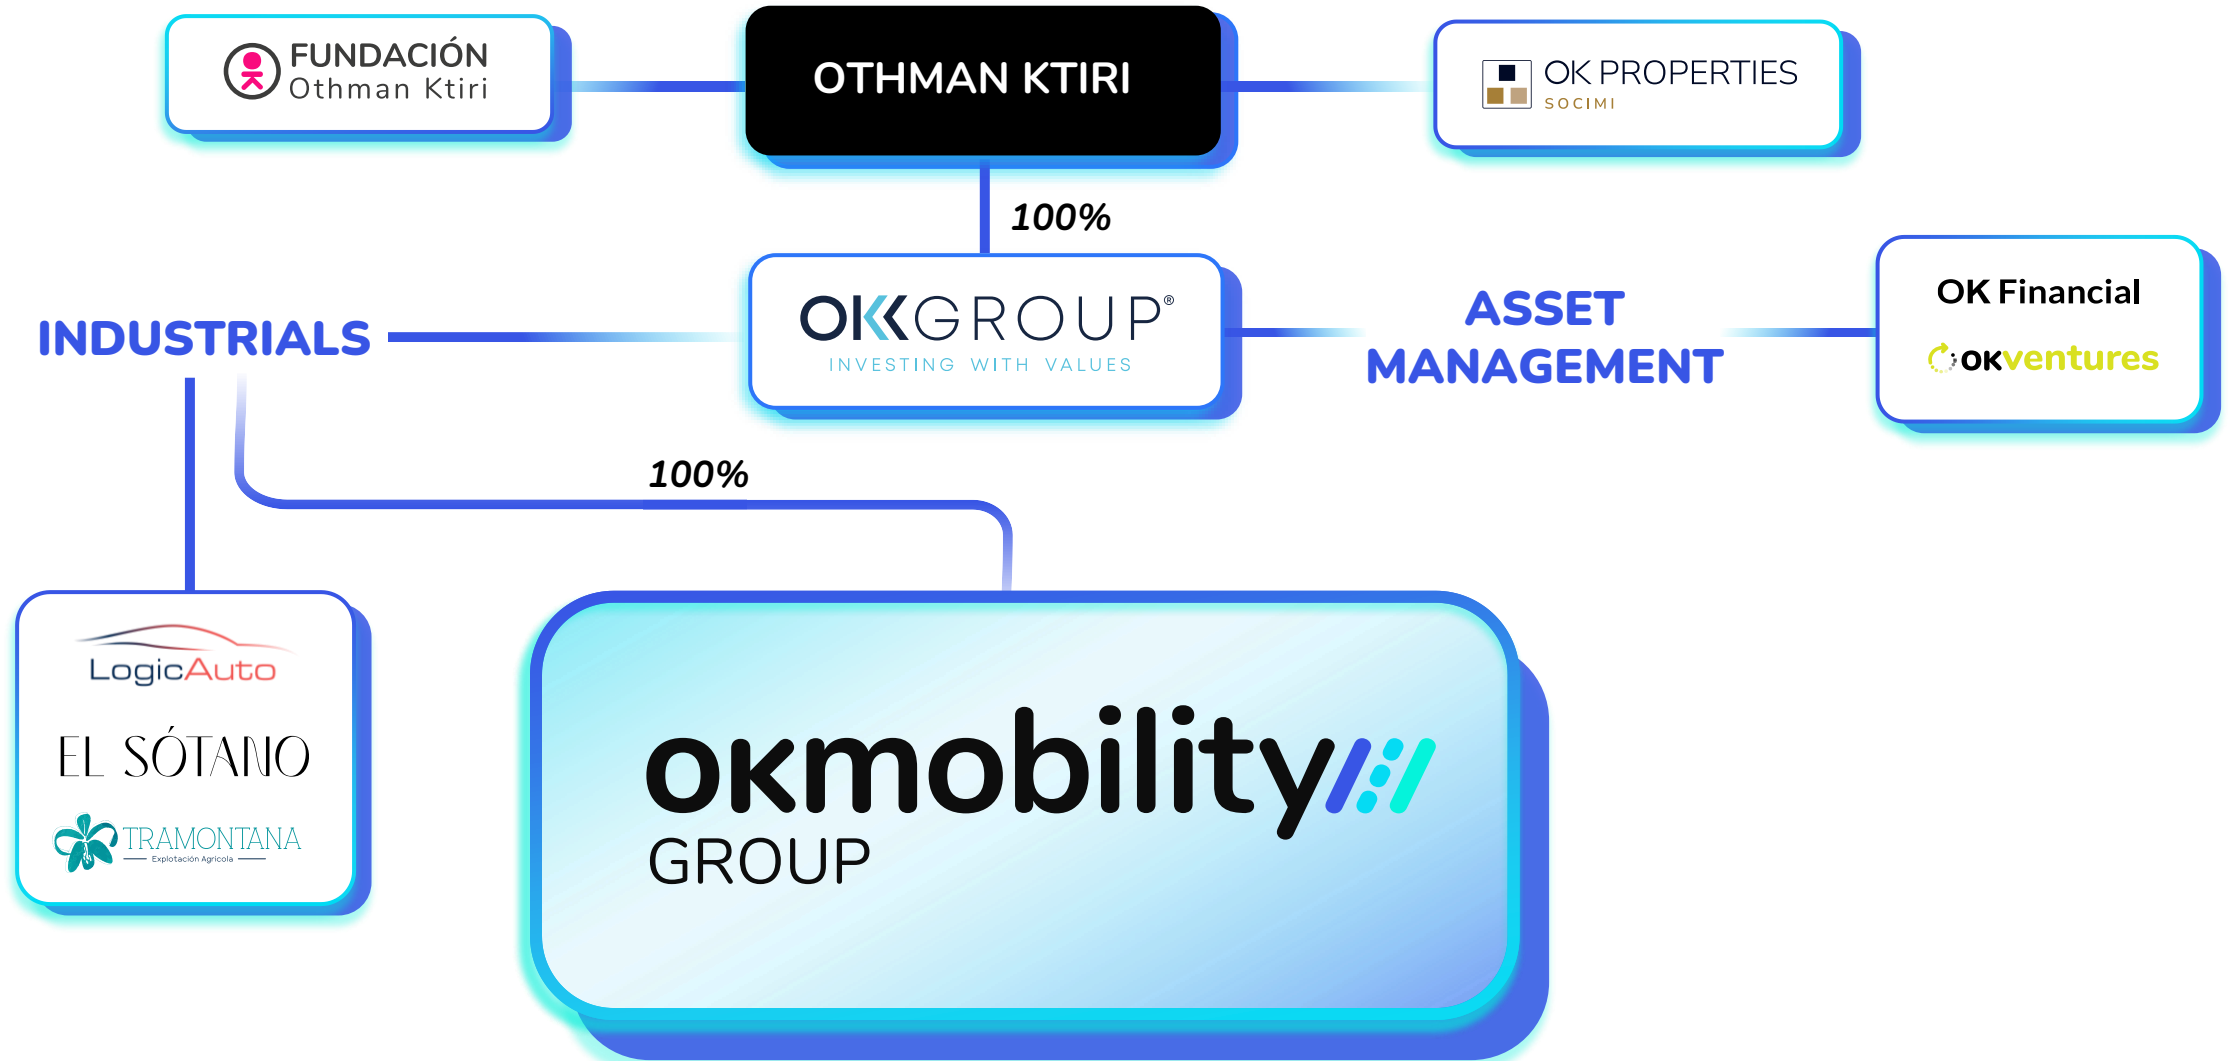 FUNDACIÓN
Othman Ktiri
OTHMAN KTIRI
OK PROPERTIES
SOCIMI
100%
INDUSTRIALS
OKGROUP®
INVESTING WITH VALUES
ASSET
MANAGEMENT
OK Financial
okventures
100%
LogicAuto
EL SÓTANO
TRAMONTANA
Explotación Agrícola
okmobility
GROUP